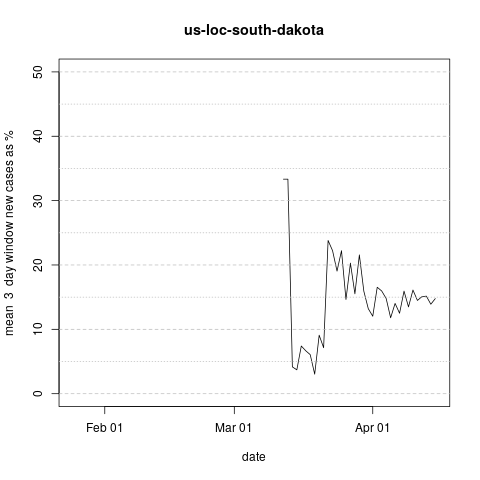 us-loc-south-dakota
mean 3 day window new cases as %
50
40
30
20
10
0
Feb 01
Mar 01
Apr 01
date